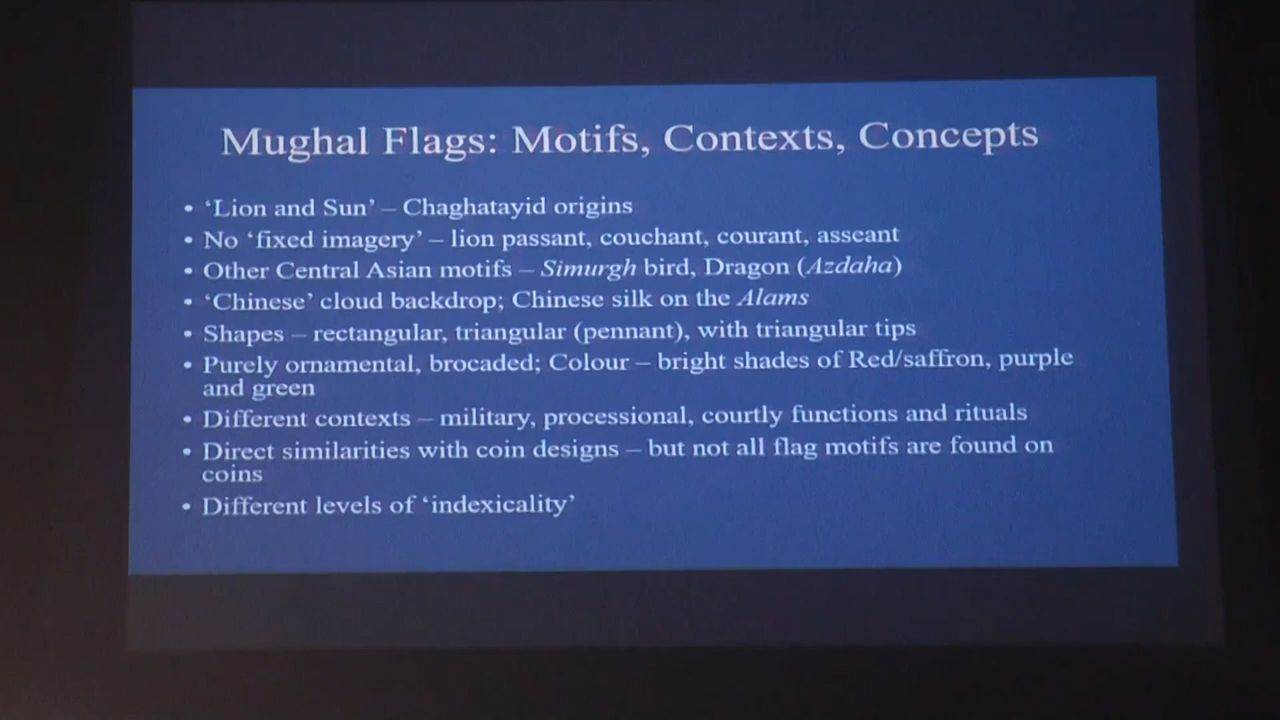 Mughal Flags: Motifs, Contexts, Concepts
• ‘Lion and Sun’ – Chaghatayid origins
• No ‘fixed imagery’ – lion passant, couchant, courant, asseant
• Other Central Asian motifs – Simurgh bird, Dragon (Azdaha)
• ‘Chinese’ cloud backdrop; Chinese silk on the Alams
• Shapes – rectangular, triangular (pennant), with triangular tips
• Purely ornamental, brocaded; Colour – bright shades of Red/saffron, purple
and green
• Different contexts – military, processional, courtly functions and rituals
• Direct similarities with coin designs – but not all flag motifs are found on
coins
• Different levels of ‘indexicality’